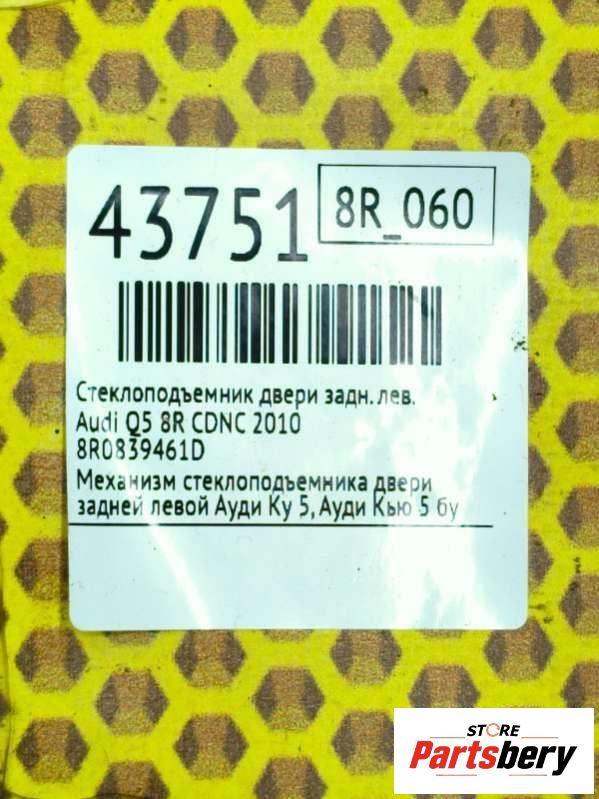 43751
8R_060
Стеклоподъемник двери задн. лев.
Audi Q5 8R CDNC 2010
8R0839461D
Механизм стеклоподъемника двери
задней левой Ауди Ку 5, Ауди Кью 5 бу
STORE
Partsbery